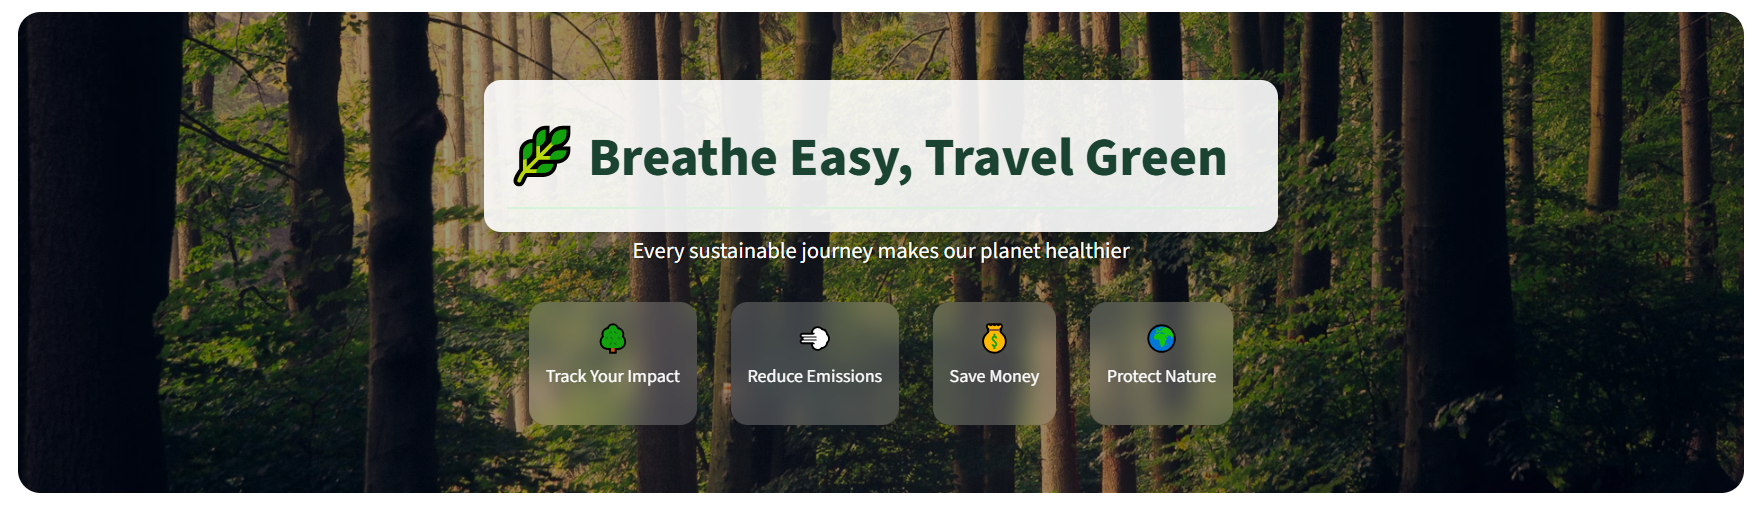 Breathe Easy, Travel Green
Every sustainable journey makes our planet healthier
Track Your Impact
Reduce Emissions
Save Money
Protect Nature